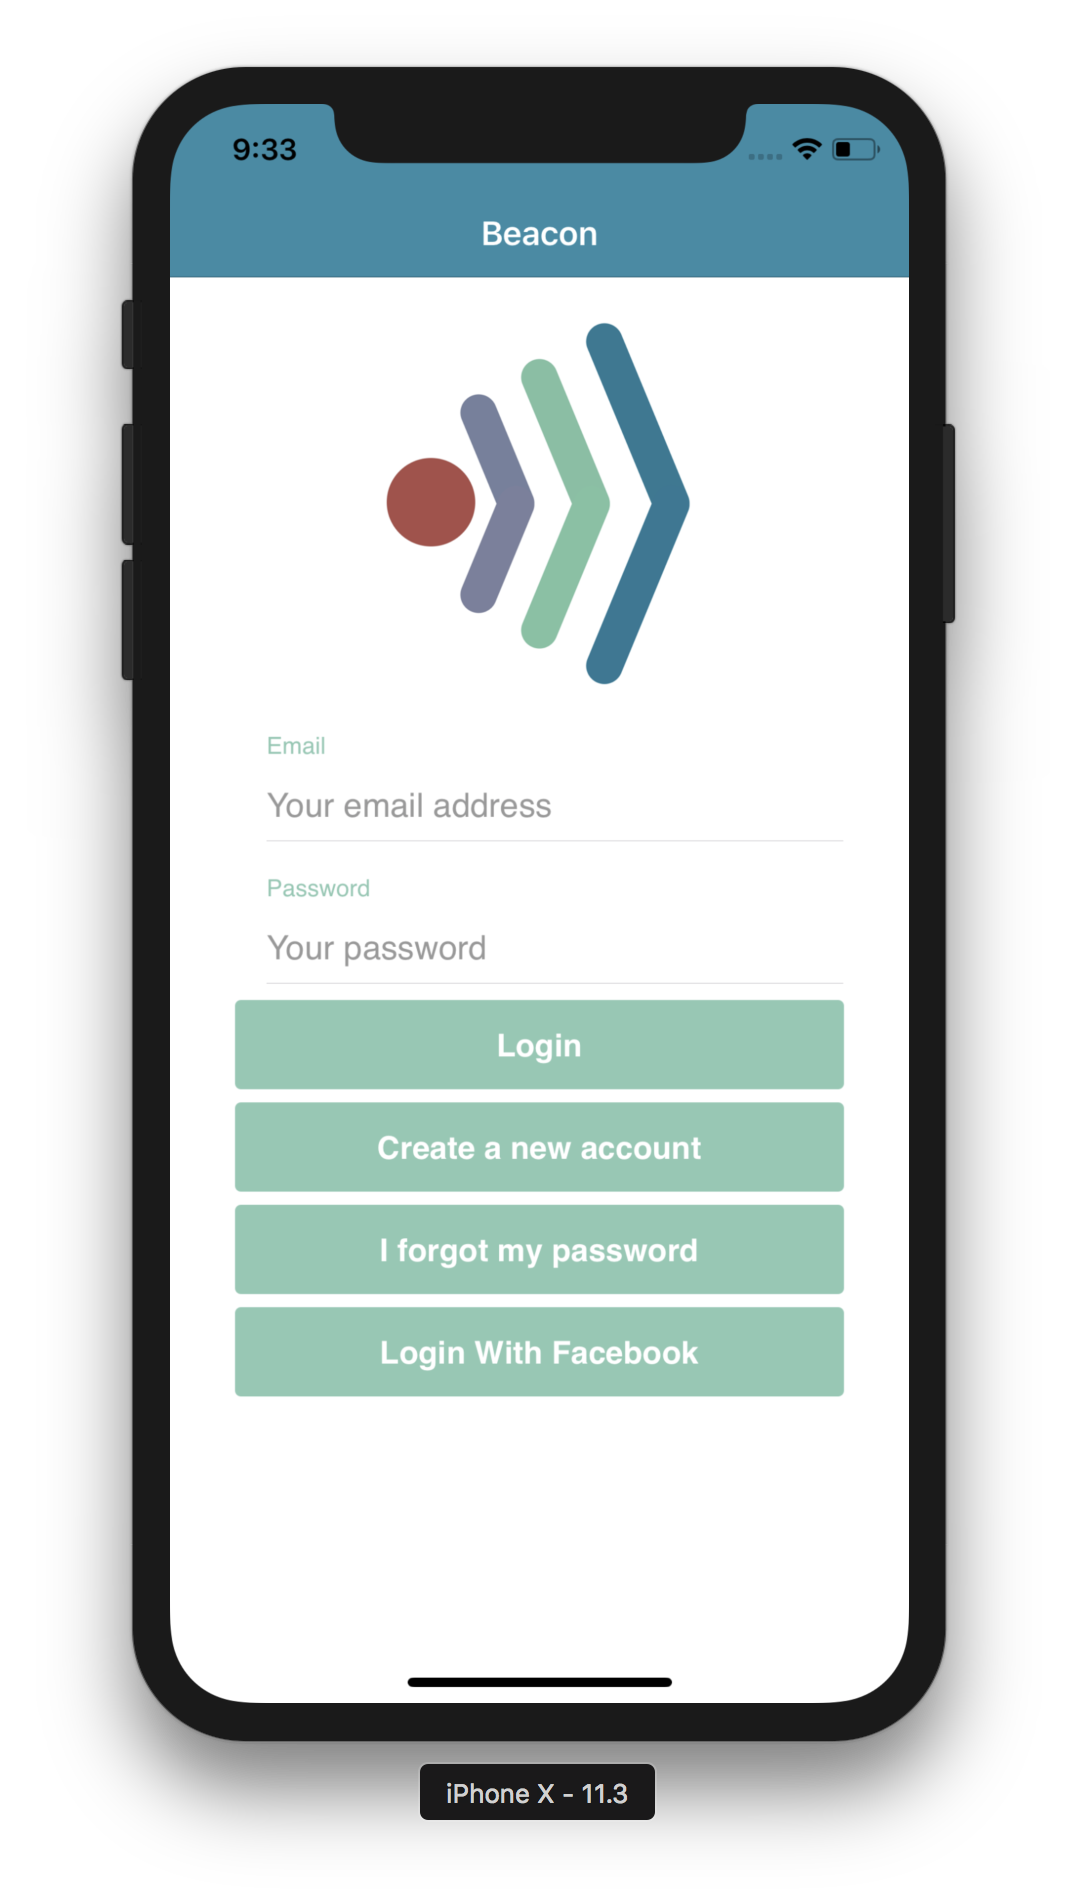 9:33
Beacon
Email
Your email address
Password
Your password
Login
Create a new account
I forgot my password
Login With Facebook
iPhone X - 11.3